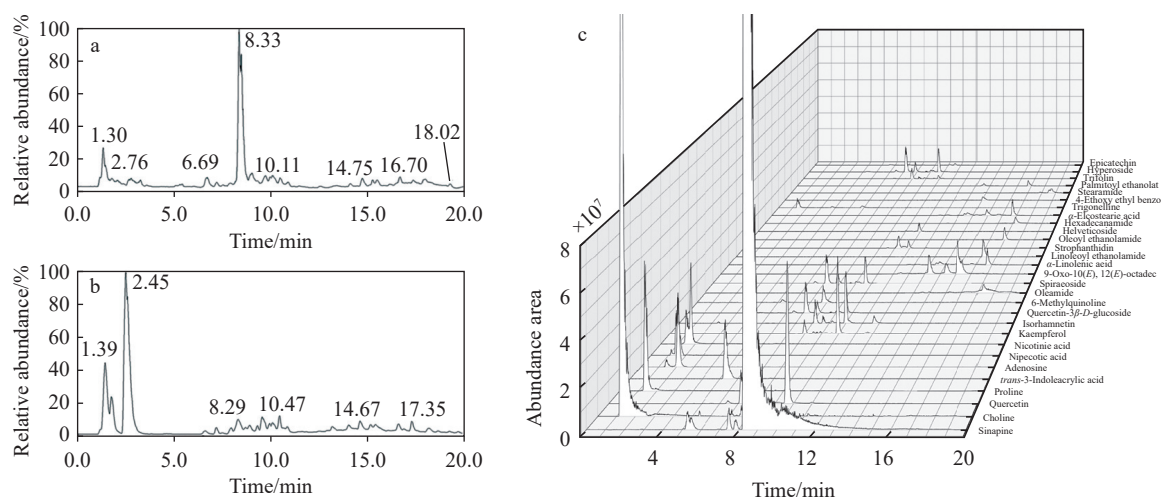 a
Relative abundance/%
100
80
60
40
20
0
8.33
1.30
2.76
6.69
10.11
14.75
16.70
18.02
0.0
5.0
10.0
15.0
20.0
Time/min
b
Relative abundance/%
100
80
60
40
20
0
2.45
1.39
8.29
10.47
14.67
17.35
0.0
5.0
10.0
15.0
20.0
Time/min
c
×10⁷
Abundance area
8
6
4
2
0
4
8
12
16
20
Time/min
Epicatechin
Hyperoside
Trifolin
Palmitoyl ethanolat
Stearamide
4-Ethoxy ethyl benzo
Trigonelline
α-Elcostearie acid
Hexadecanamide
Helveticoside
Oleoyl etanolamide
Strophanthidin
Linoleoyl ethanolamide
α-Linolenic acid
9-Oxo-10(E), 12(E)-octadec
Spiraeoside
Oleamide
6-Methylquinoline
Quercetin-3β-D-glucoside
Isorhamnetin
Kaempferol
Nicotinie acid
Nipecotic acid
Adenosine
trans-3-Indoleacrylic acid
Proline
Quercetin
Choline
Sinapine